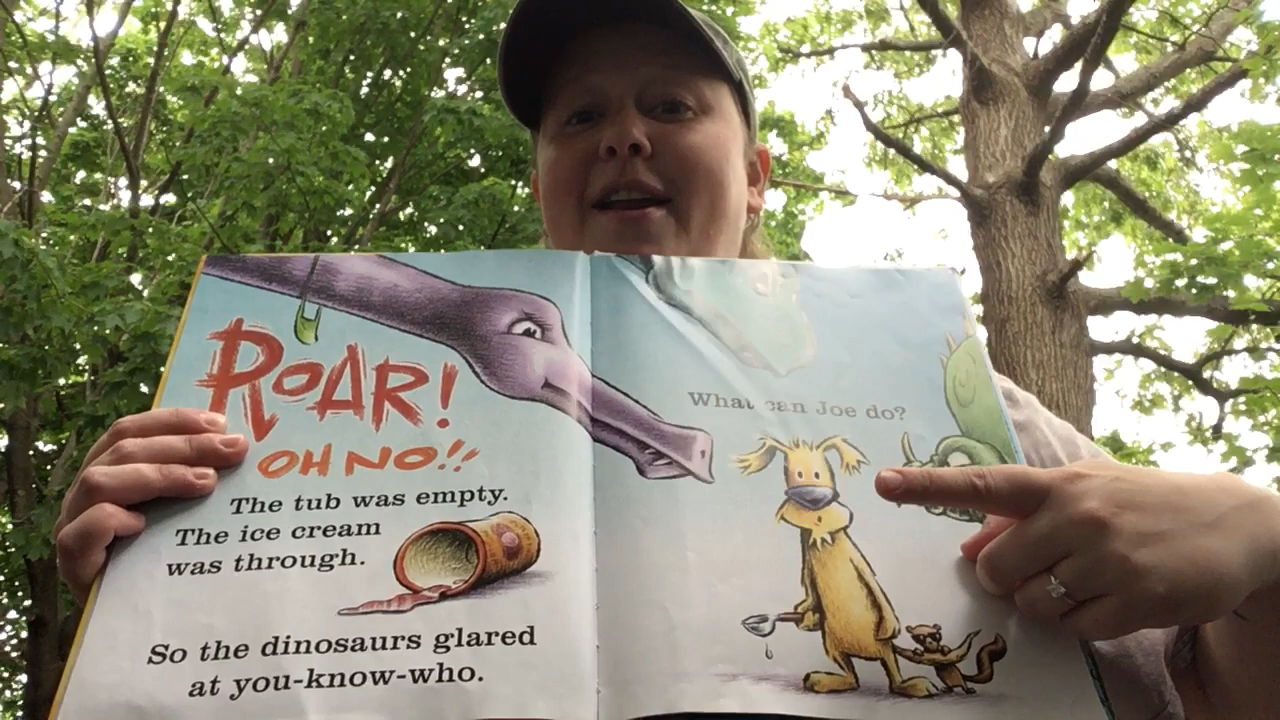 ROAR!
OH NO!!
The tub was empty.
The ice cream
was through.
So the dinosaurs glared
at you-know-who.
What can Joe do?